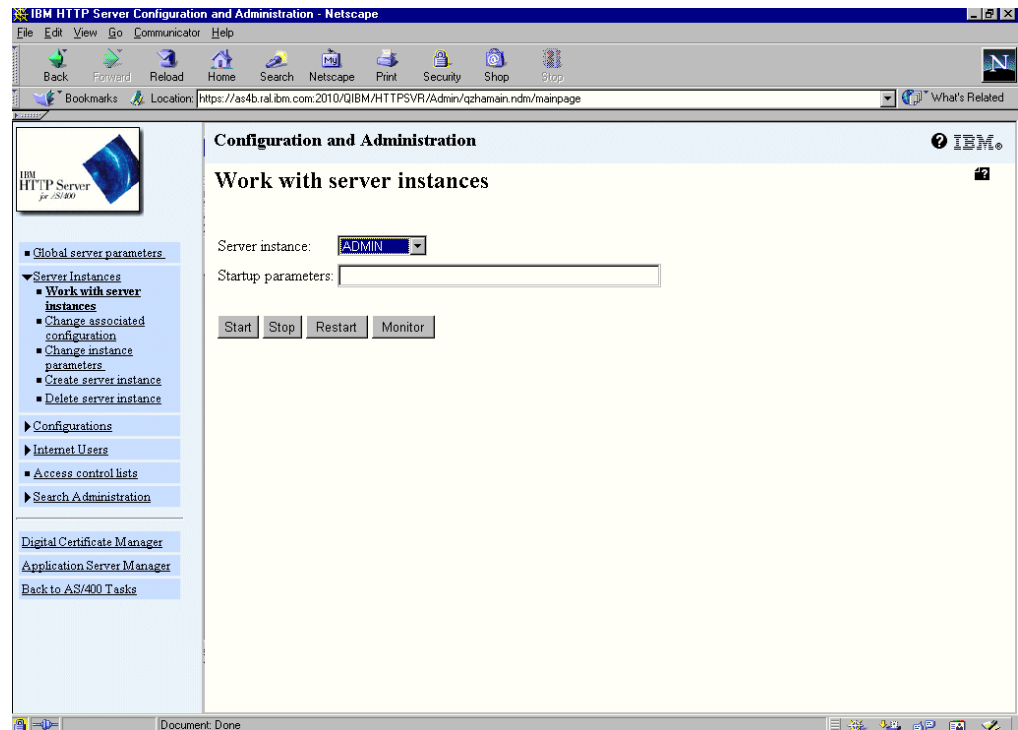 IBM HTTP Server Configuration and Administration - Netscape
File Edit View Go Communicator Help
Back Forward Reload Home Search Netscape Print Security Shop Stop
My
N
Bookmarks Location: https://as4b.ral.ibm.com:2010/QIBM/HTTPSVR/Admin/qzhamain.ndm/mainpage What's Related
IBM
HTTP Server
for AS/400
Global server parameters
Server Instances
Work with server
instances
Change associated
configuration
Change instance
parameters
Create server instance
Delete server instance
Configurations
Internet Users
Access control lists
Search Administration
Digital Certificate Manager
Application Server Manager
Back to AS/400 Tasks
Configuration and Administration
? IBM®
Work with server instances
?
Server instance: ADMIN
Startup parameters:
Start Stop Restart Monitor
Document: Done